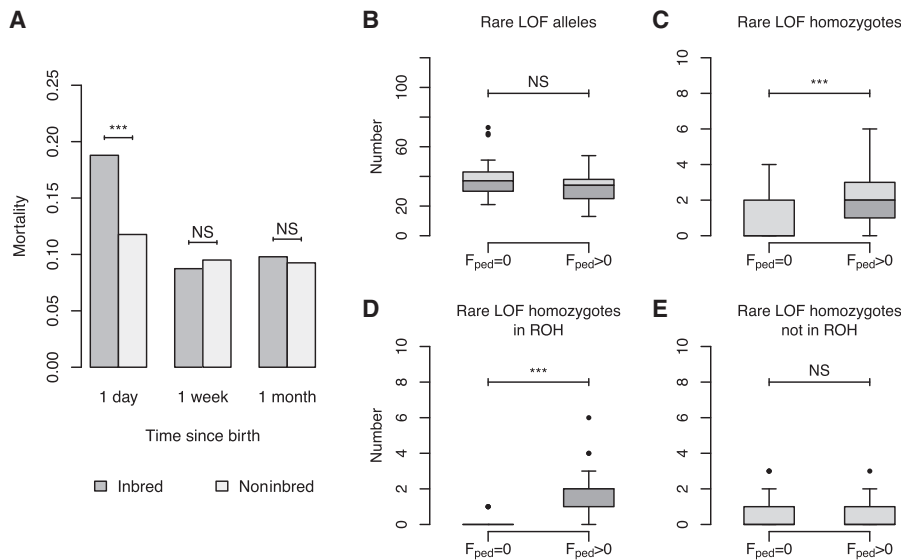 A
0.25
0.20
0.15
0.10
0.05
0.00
Mortality
***
NS
NS
1 day
1 week
1 month
Time since birth
Inbred
Noninbred
B
Rare LOF alleles
100
60
20
0
Number
NS
Fped=0
Fped>0
C
Rare LOF homozygotes
10
8
6
4
2
0
***
Fped=0
Fped>0
D
Rare LOF homozygotes
in ROH
10
8
6
4
2
0
Number
***
Fped=0
Fped>0
E
Rare LOF homozygotes
not in ROH
10
8
6
4
2
0
NS
Fped=0
Fped>0